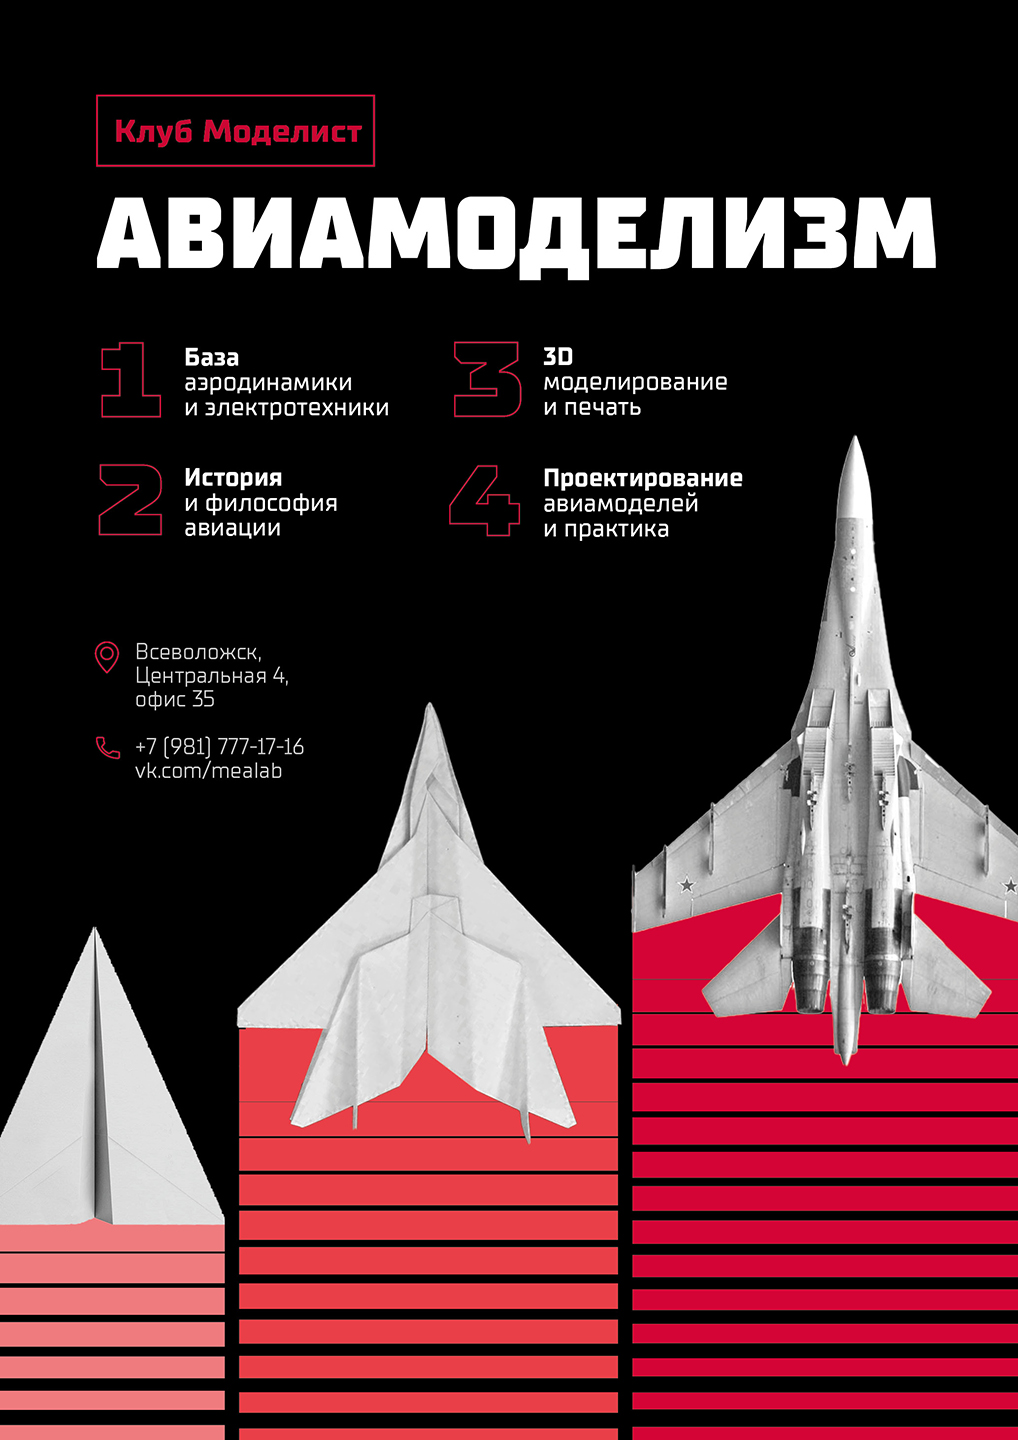 Клуб Моделист
АВИАМОДЕЛИЗМ
1
База
аэродинамики
и электротехники
2
История
и философия
авиации
3
3D
моделирование
и печать
4
Проектирование
авиамоделей
и практика
Всеволожск,
Центральная 4,
офис 35
+7 (981) 777-17-16
vk.com/mealab